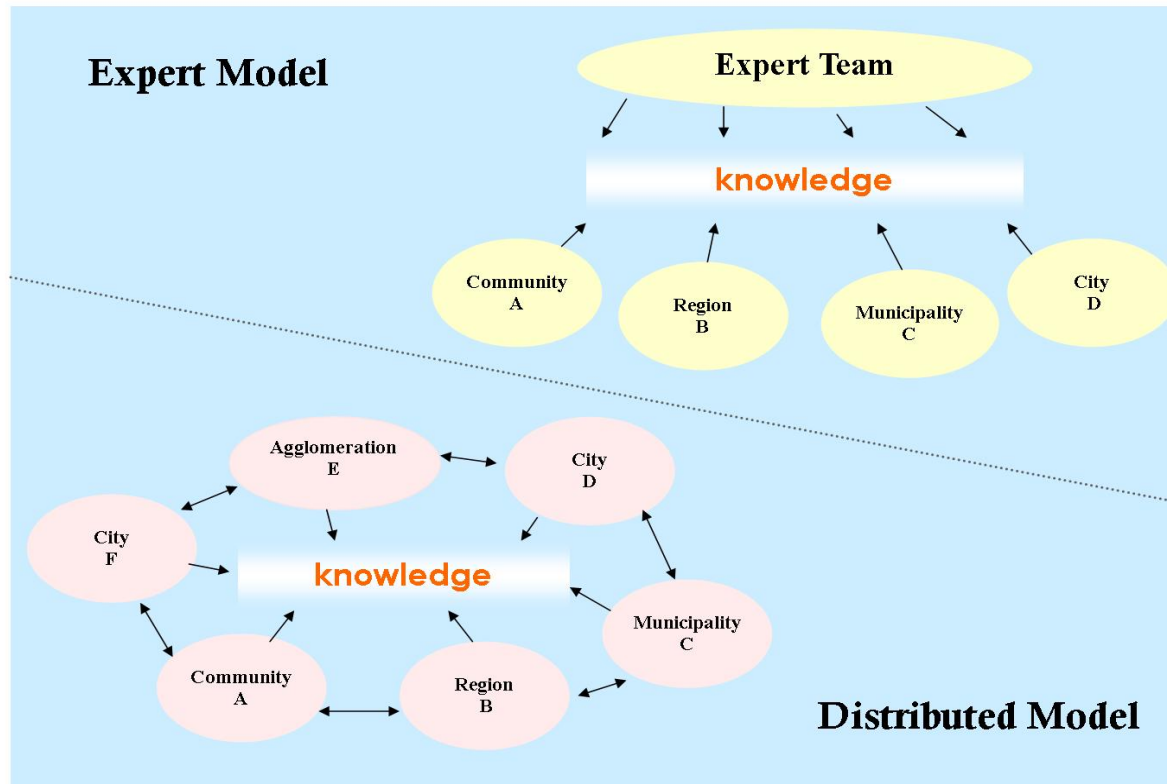 Expert Model
Expert Team
knowledge
Community
A
Region
B
Municipality
C
City
D
Agglomeration
E
City
D
City
F
knowledge
Municipality
C
Community
A
Region
B
Distributed Model